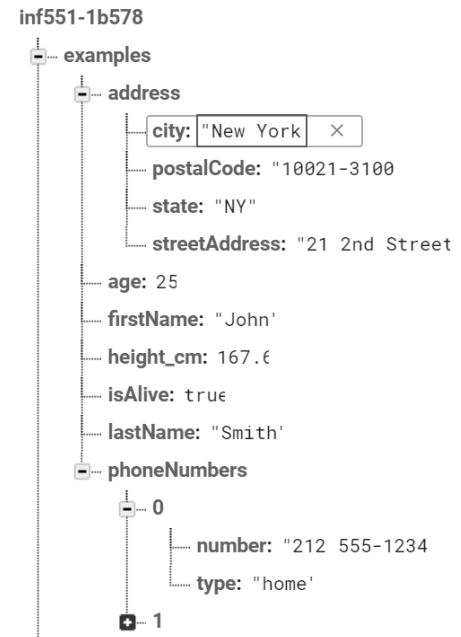 inf551-1b578
examples
address
city: "New York
postalCode: "10021-3100
state: "NY"
streetAddress: "21 2nd Street
age: 25
firstName: "John'
height_cm: 167.6
isAlive: true
lastName: "Smith'
phoneNumbers
0
number: "212 555-1234
type: "home'
1